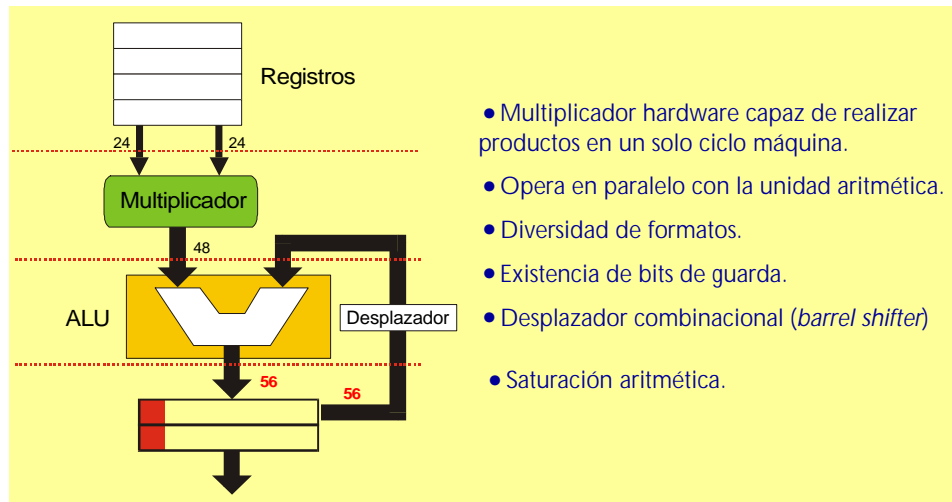 Registros
24
24
Multiplicador
48
ALU
Desplazador
56
56
• Multiplicador hardware capaz de realizar
productos en un solo ciclo máquina.
• Opera en paralelo con la unidad aritmética.
• Diversidad de formatos.
• Existencia de bits de guarda.
• Desplazador combinacional (barrel shifter)
• Saturación aritmética.